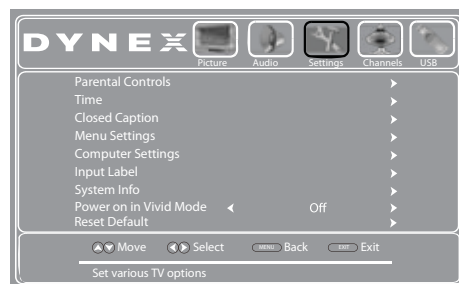 DYNEX
Picture Audio Settings Channels USB
Parental Controls
Time
Closed Caption
Menu Settings
Computer Settings
Input Label
System Info
Power on in Vivid Mode Off
Reset Default
Move Select MENU Back EXIT Exit
Set various TV options